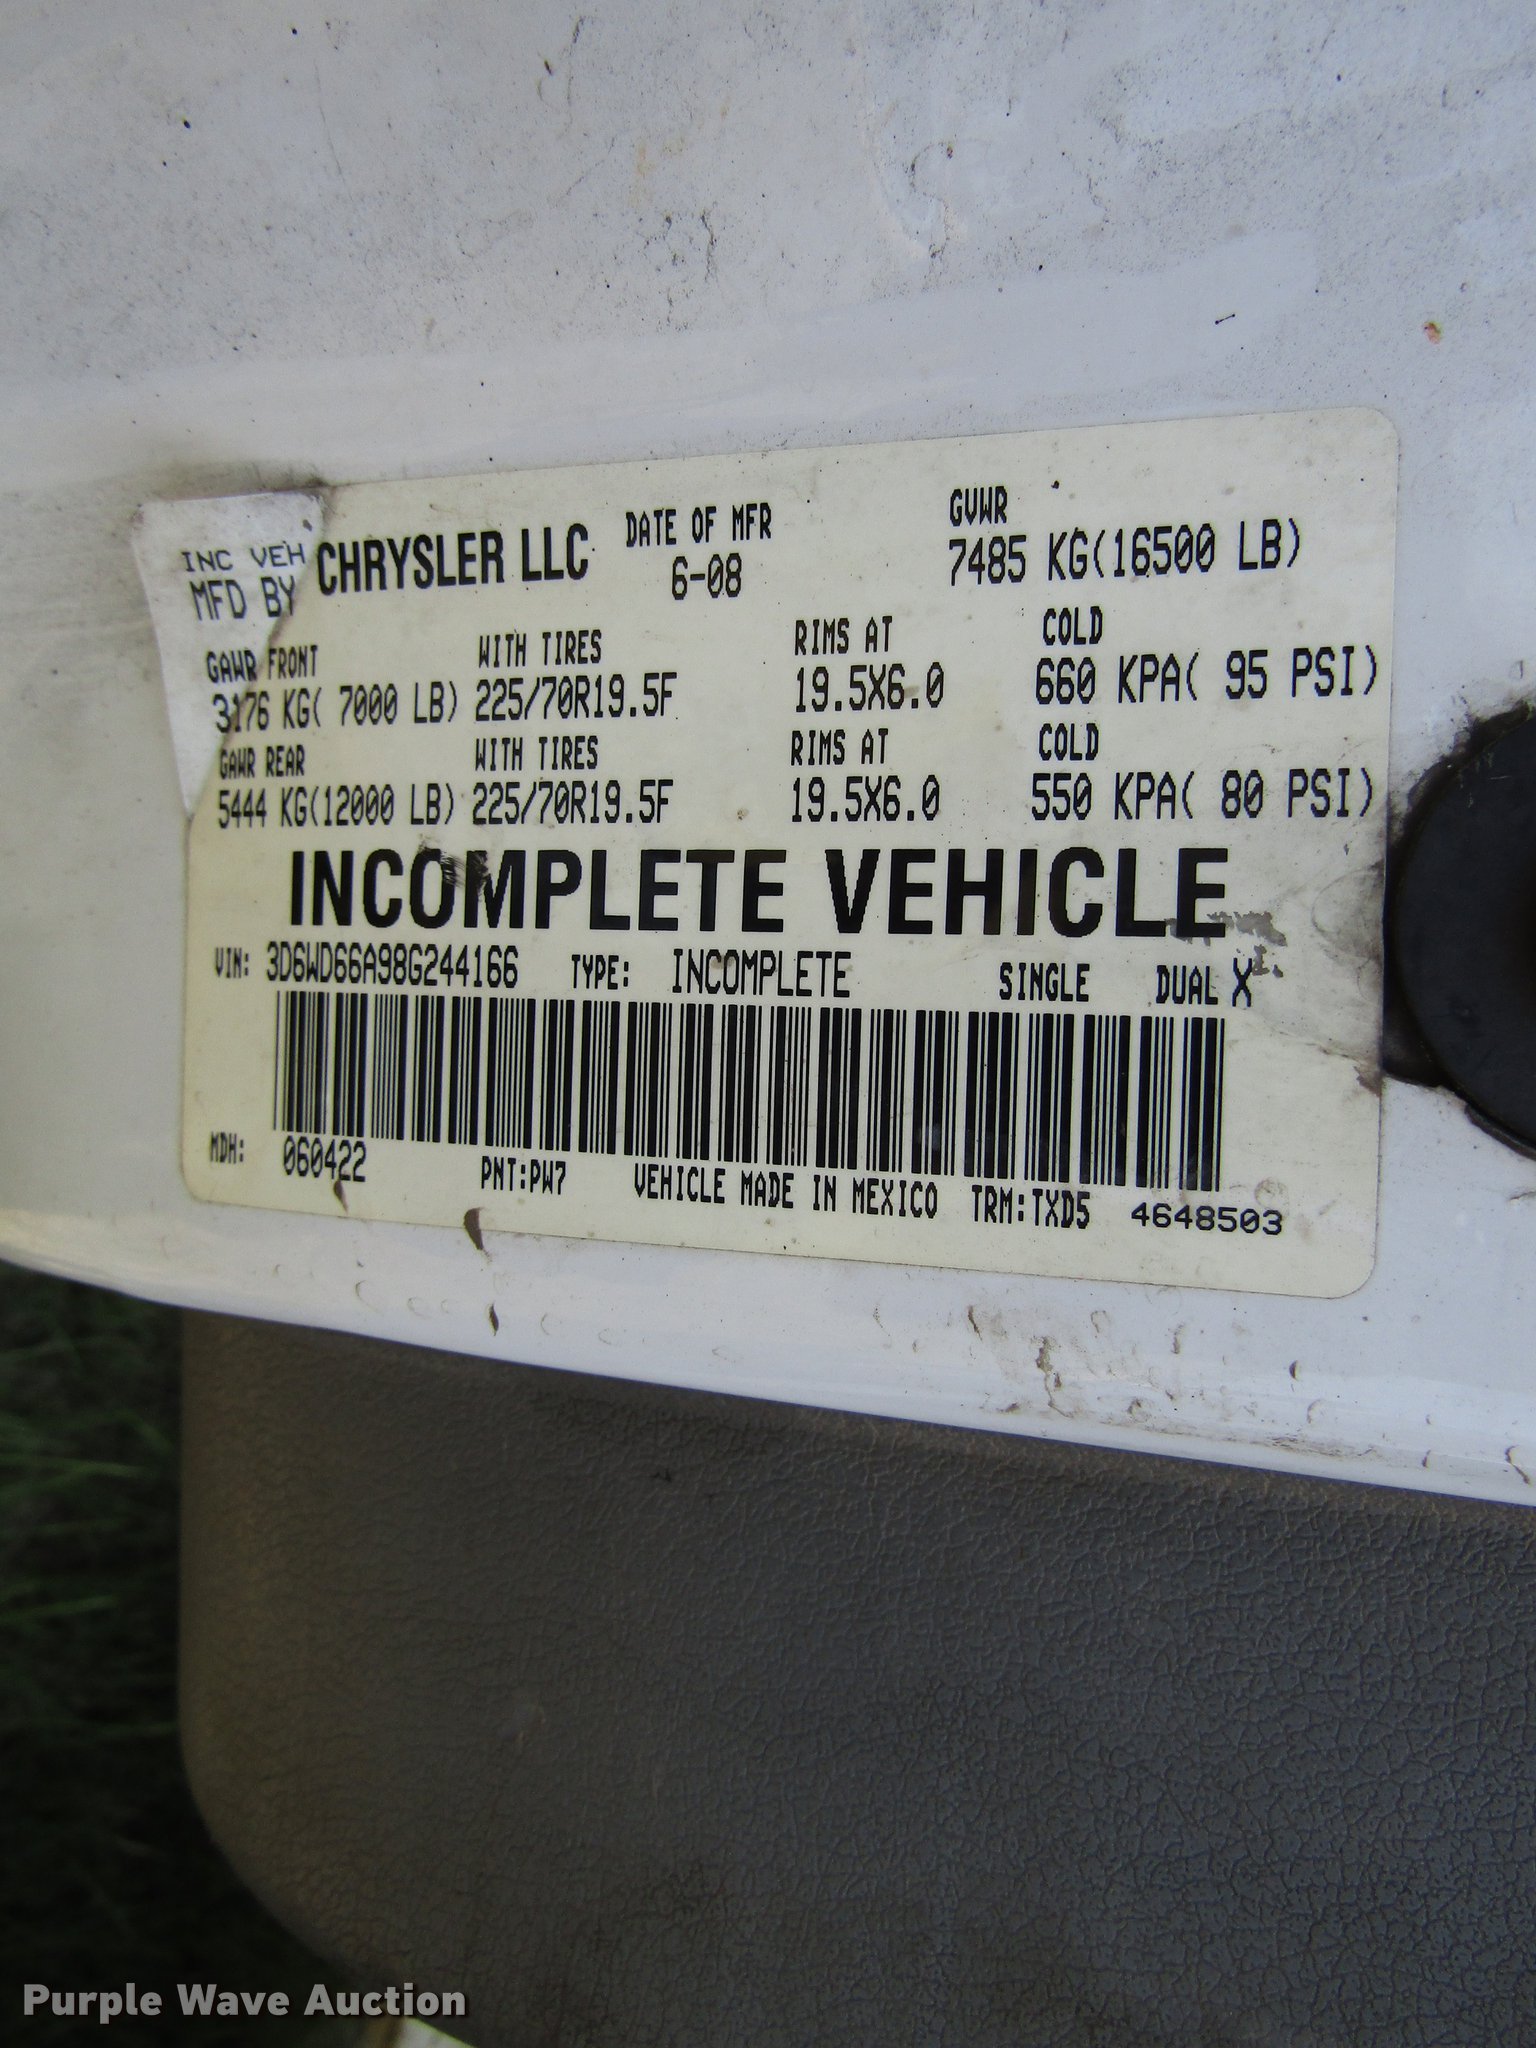 INC VEH
MFD BY CHRYSLER LLC DATE OF MFR 6-08 GVWR 7485 KG(16500 LB)
GAWR FRONT WITH TIRES RIMS AT COLD
3176 KG( 7000 LB) 225/70R19.5F 19.5X6.0 660 KPA( 95 PSI)
GAWR REAR WITH TIRES RIMS AT COLD
5444 KG(12000 LB) 225/70R19.5F 19.5X6.0 550 KPA( 80 PSI)
INCOMPLETE VEHICLE
VIN: 3D6WD66A98G244166 TYPE: INCOMPLETE SINGLE DUAL X
MDH: 060422 PNT:PW7 VEHICLE MADE IN MEXICO TRM:TXD5 4648503
Purple Wave Auction